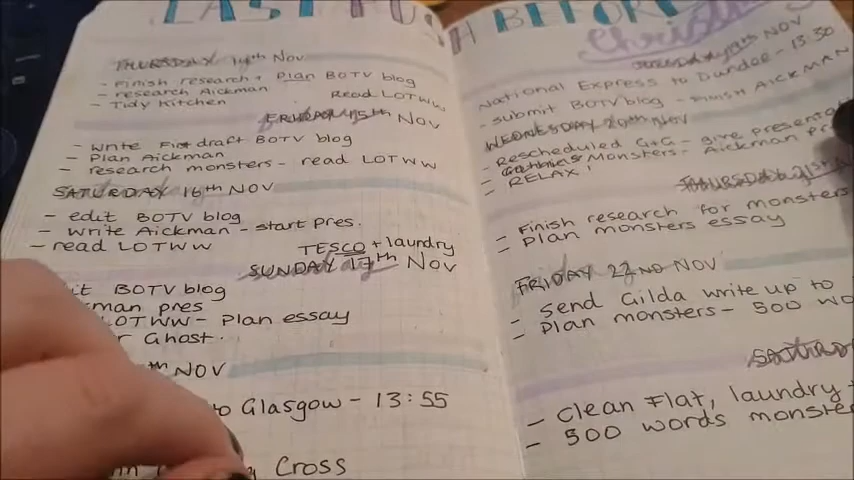 LAST PUSH BEFORE
Christmas
THURSDAY 14th Nov
- Finish research + Plan BOTV blog
- research Aickman
Read LOTWW
- Tidy Kitchen
FRIDAY 15th Nov
- Write First draft BOTV blog
- Plan Aickman
- research monsters - read LOTWW
SATURDAY 16th NOV
- edit BOTV blog
- write Aickman - start pres.
- read LOTWW
TESCO + laundry
SUNDAY 17th Nov
BOTV blog
pres
LOTWW - Plan essay
Ghost.
Nov
to Glasgow - 13:55
Cross
NOV
National Express to Dundee - 13:30
- submit BOTV blog - Finish AICKMAN
WEDNESDAY 20th Nov
- Rescheduled G+G - give presentation
- Monsters - Aickman
- RELAX!
THURSDAY 21st
- Finish research for monsters
- Plan monsters essay
FRIDAY 22ND NOV
- Send Gilda write up to
- Plan monsters - 500
- Clean Flat, laundry +
- 500 words